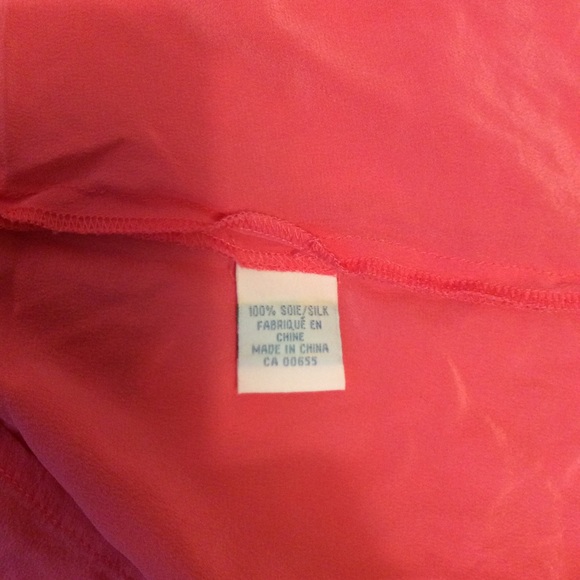 100% SOIE/SILK
FABRIQUÉ EN
CHINE
MADE IN CHINA
CA 00655